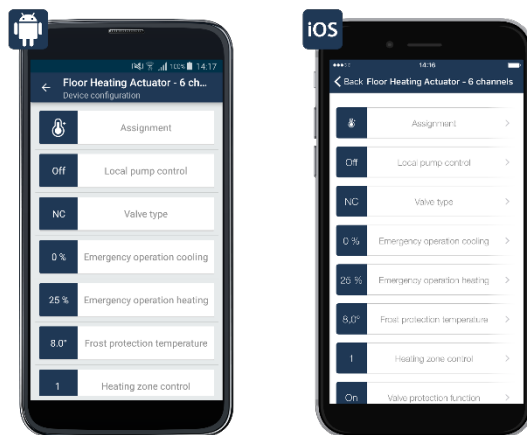 iOS
100% 14:17
Floor Heating Actuator - 6 ch...
Device configuration
Assignment
Off Local pump control
NC Valve type
0 % Emergency operation cooling
25 % Emergency operation heating
8.0° Frost protection temperature
1 Heating zone control
14:16
Back Floor Heating Actuator - 6 channels
Assignment
Off Local pump control
NC Valve type
0 % Emergency operation cooling
25 % Emergency operation heating
8.0° Frost protection temperature
1 Heating zone control
On Valve protection function